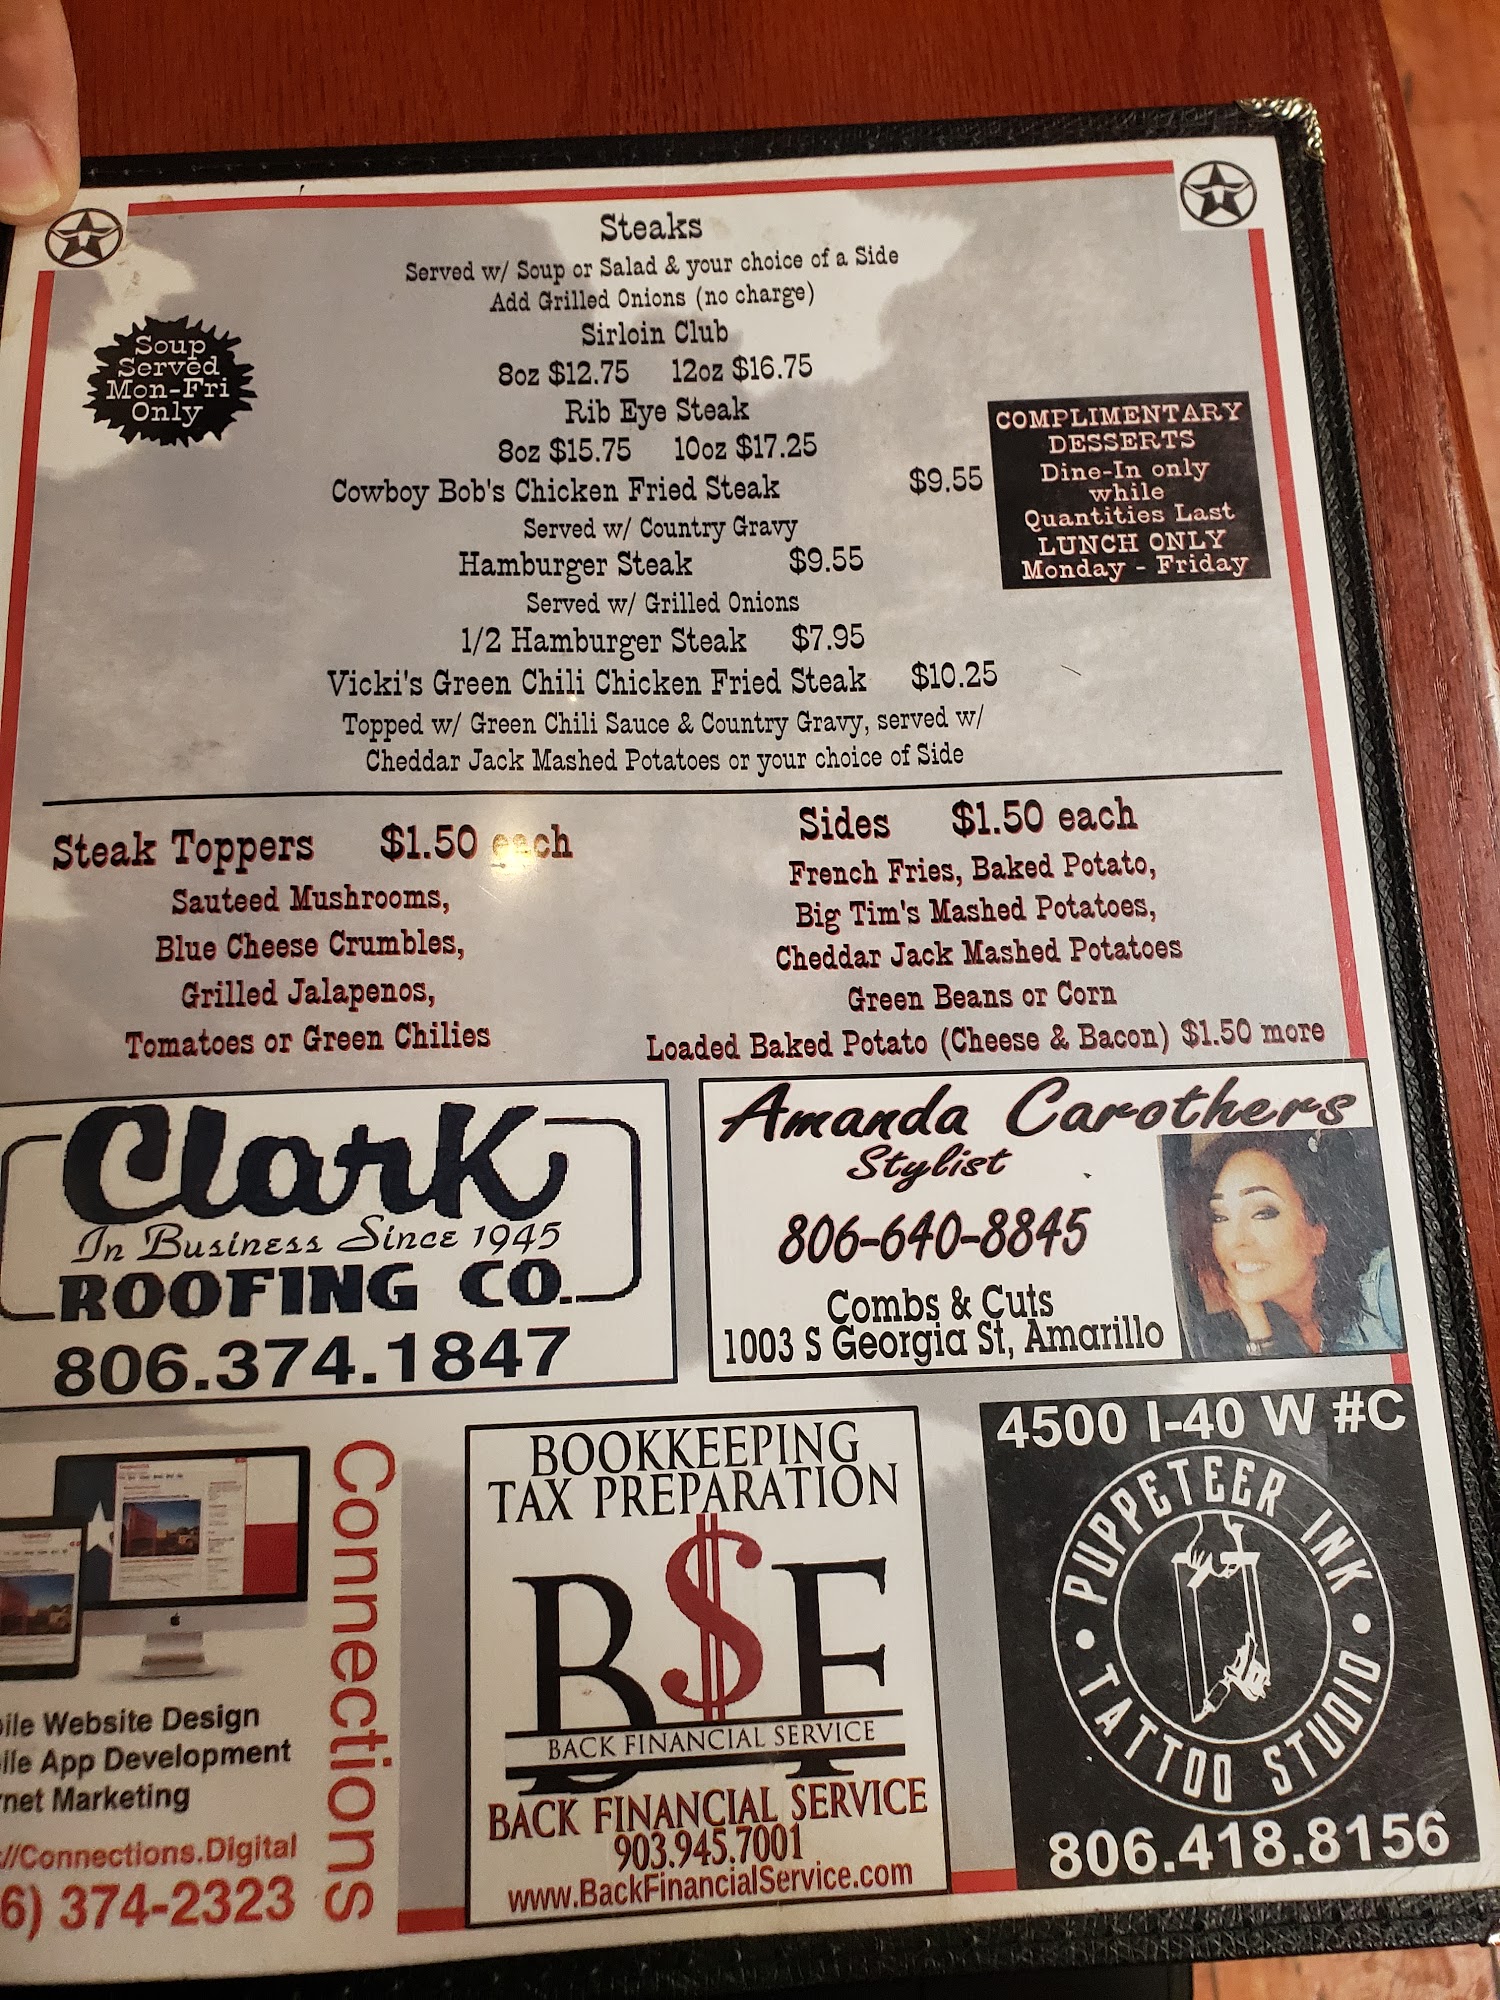 Steaks
Served w/ Soup or Salad & your choice of a Side
Add Grilled Onions (no charge)
Sirloin Club
8oz $12.75 12oz $16.75
Rib Eye Steak
8oz $15.75 10oz $17.25
Cowboy Bob's Chicken Fried Steak $9.55
Served w/ Country Gravy
Hamburger Steak $9.55
Served w/ Grilled Onions
1/2 Hamburger Steak $7.95
Vicki's Green Chili Chicken Fried Steak $10.25
Topped w/ Green Chili Sauce & Country Gravy, served w/
Cheddar Jack Mashed Potatoes or your choice of Side
Soup
Served
Mon-Fri
Only
COMPLIMENTARY
DESSERTS
Dine-In only
while
Quantities Last
LUNCH ONLY
Monday - Friday
Steak Toppers $1.50 each
Sauteed Mushrooms,
Blue Cheese Crumbles,
Grilled Jalapenos,
Tomatoes or Green Chilies
Sides $1.50 each
French Fries, Baked Potato,
Big Tim's Mashed Potatoes,
Cheddar Jack Mashed Potatoes
Green Beans or Corn
Loaded Baked Potato (Cheese & Bacon) $1.50 more
Clark
In Business Since 1945
ROOFING CO.
806.374.1847
Amanda Carothers
Stylist
806-640-8845
Combs & Cuts
1003 S Georgia St, Amarillo
Connections
Website Design
App Development
Marketing
//Connections.Digital
6) 374-2323
BOOKKEEPING
TAX PREPARATION
B$F
BACK FINANCIAL SERVICE
BACK FINANCIAL SERVICE
903.945.7001
www.BackFinancialService.com
4500 I-40 W #C
PUPPETEER INK
TATTOO STUDIO
806.418.8156